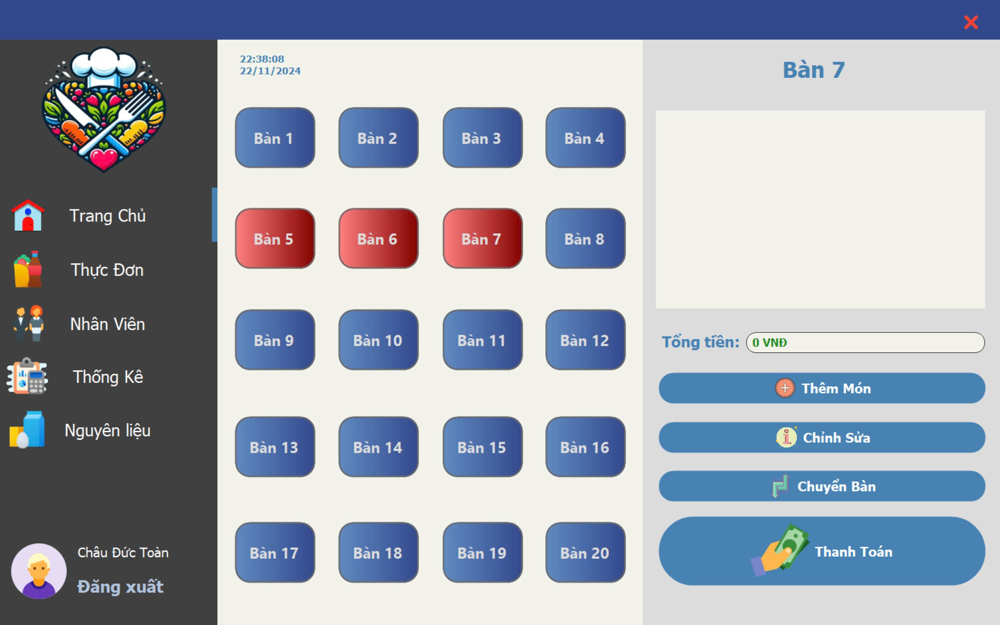 22:38:08
22/11/2024
Trang Chủ
Thực Đơn
Nhân Viên
Thống Kê
Nguyên liệu
Châu Đức Toàn
Đăng xuất
Bàn 1
Bàn 2
Bàn 3
Bàn 4
Bàn 5
Bàn 6
Bàn 7
Bàn 8
Bàn 9
Bàn 10
Bàn 11
Bàn 12
Bàn 13
Bàn 14
Bàn 15
Bàn 16
Bàn 17
Bàn 18
Bàn 19
Bàn 20
Bàn 7
Tổng tiền: 0 VNĐ
Thêm Món
Chỉnh Sửa
Chuyển Bàn
Thanh Toán